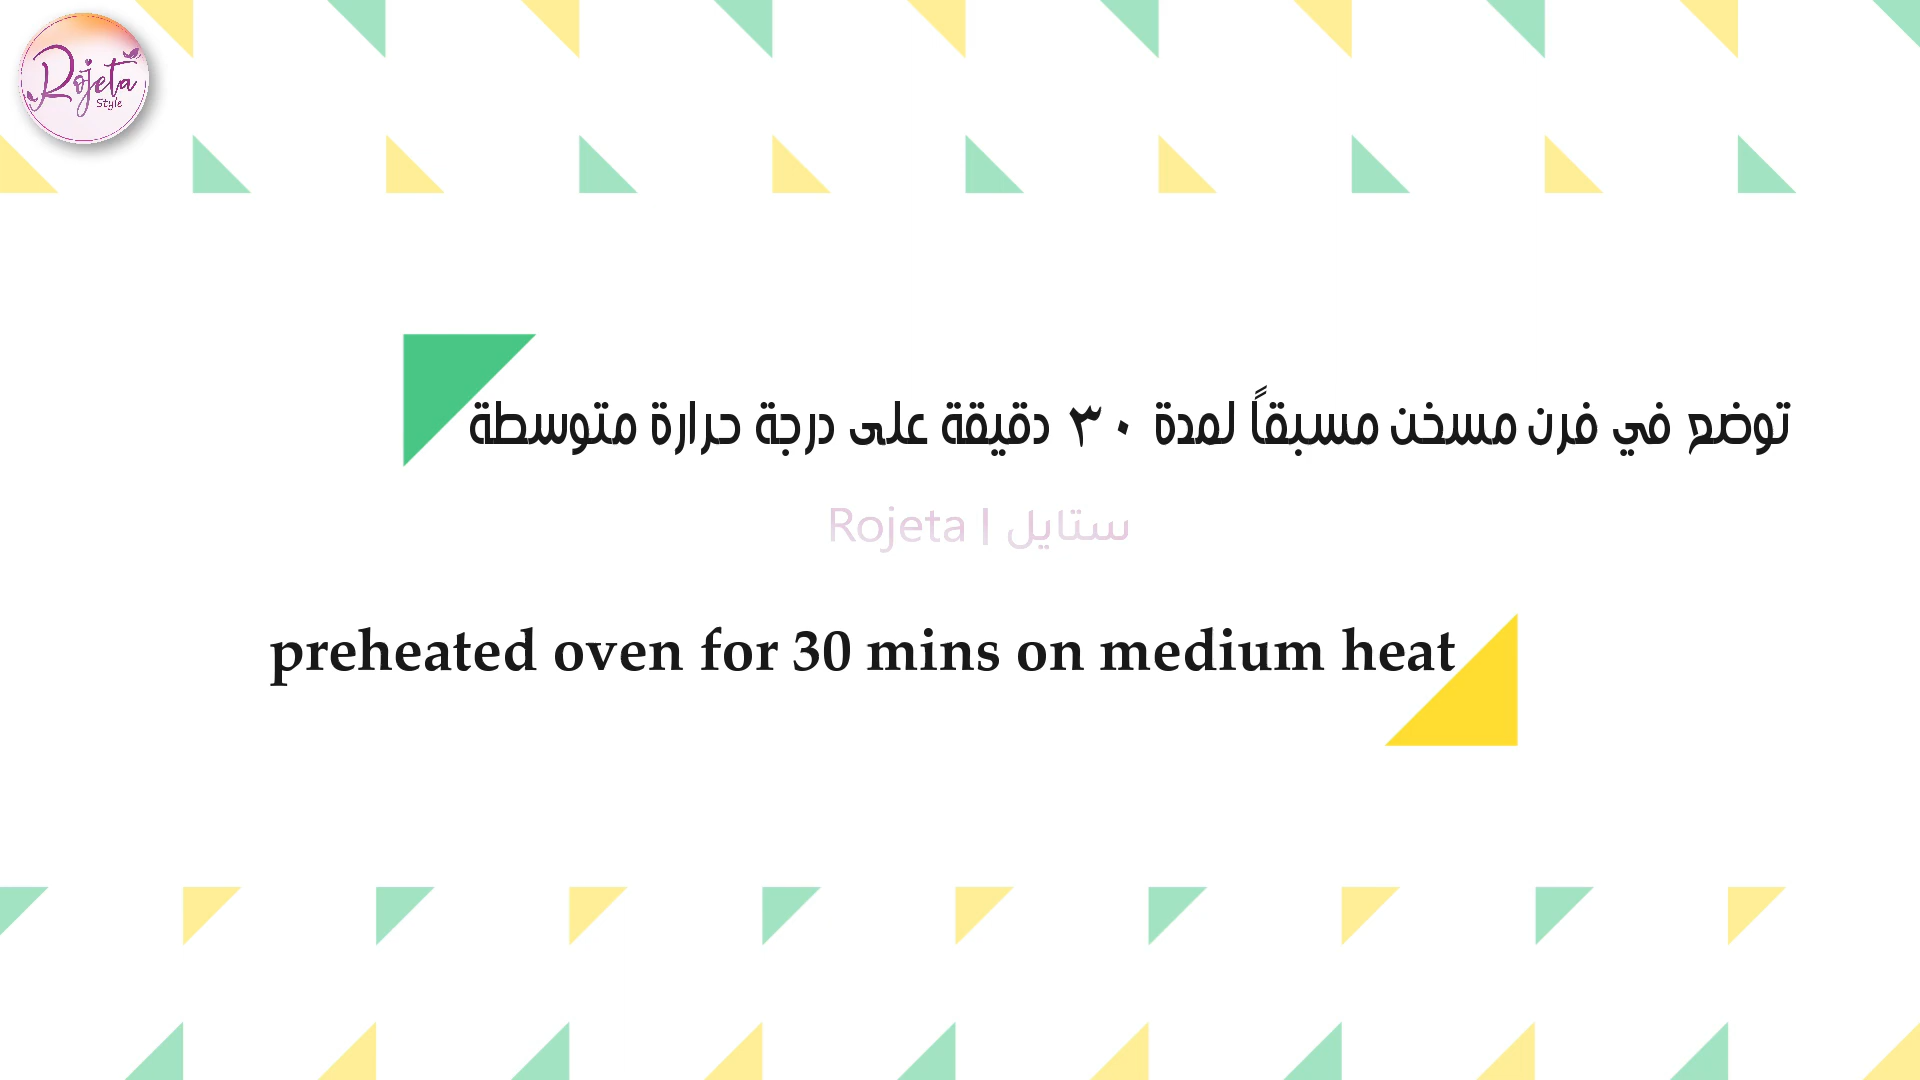 Rojeta
Style
توضع في فرن مسخن مسبقاً لمدة ٣٠ دقيقة على درجة حرارة متوسطة
Rojeta | ستايل
preheated oven for 30 mins on medium heat